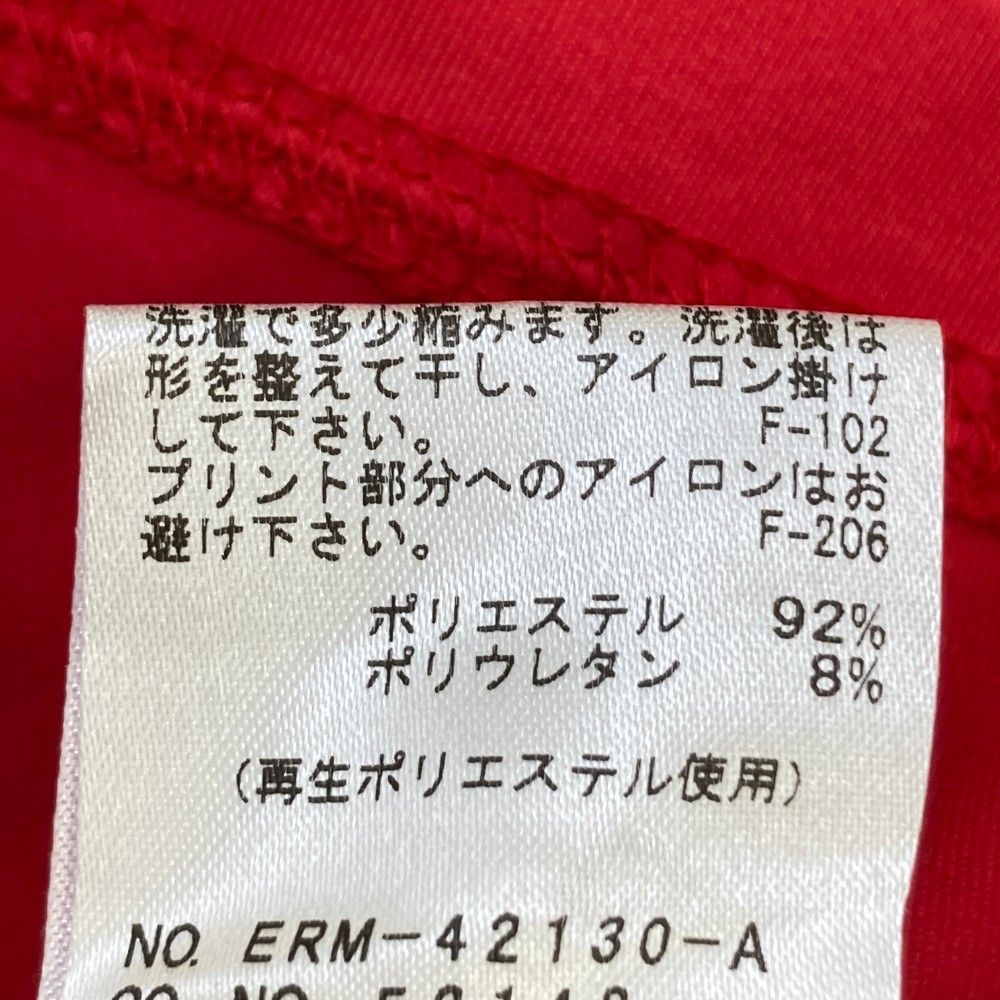 洗濯で多少縮みます。洗濯後は
形を整えて干し、アイロン掛け
して下さい。 F-102
プリント部分へのアイロンはお
避け下さい。 F-206
ポリエステル 92%
ポリウレタン 8%
(再生ポリエステル使用)
NO. ERM-42130-A
NO.